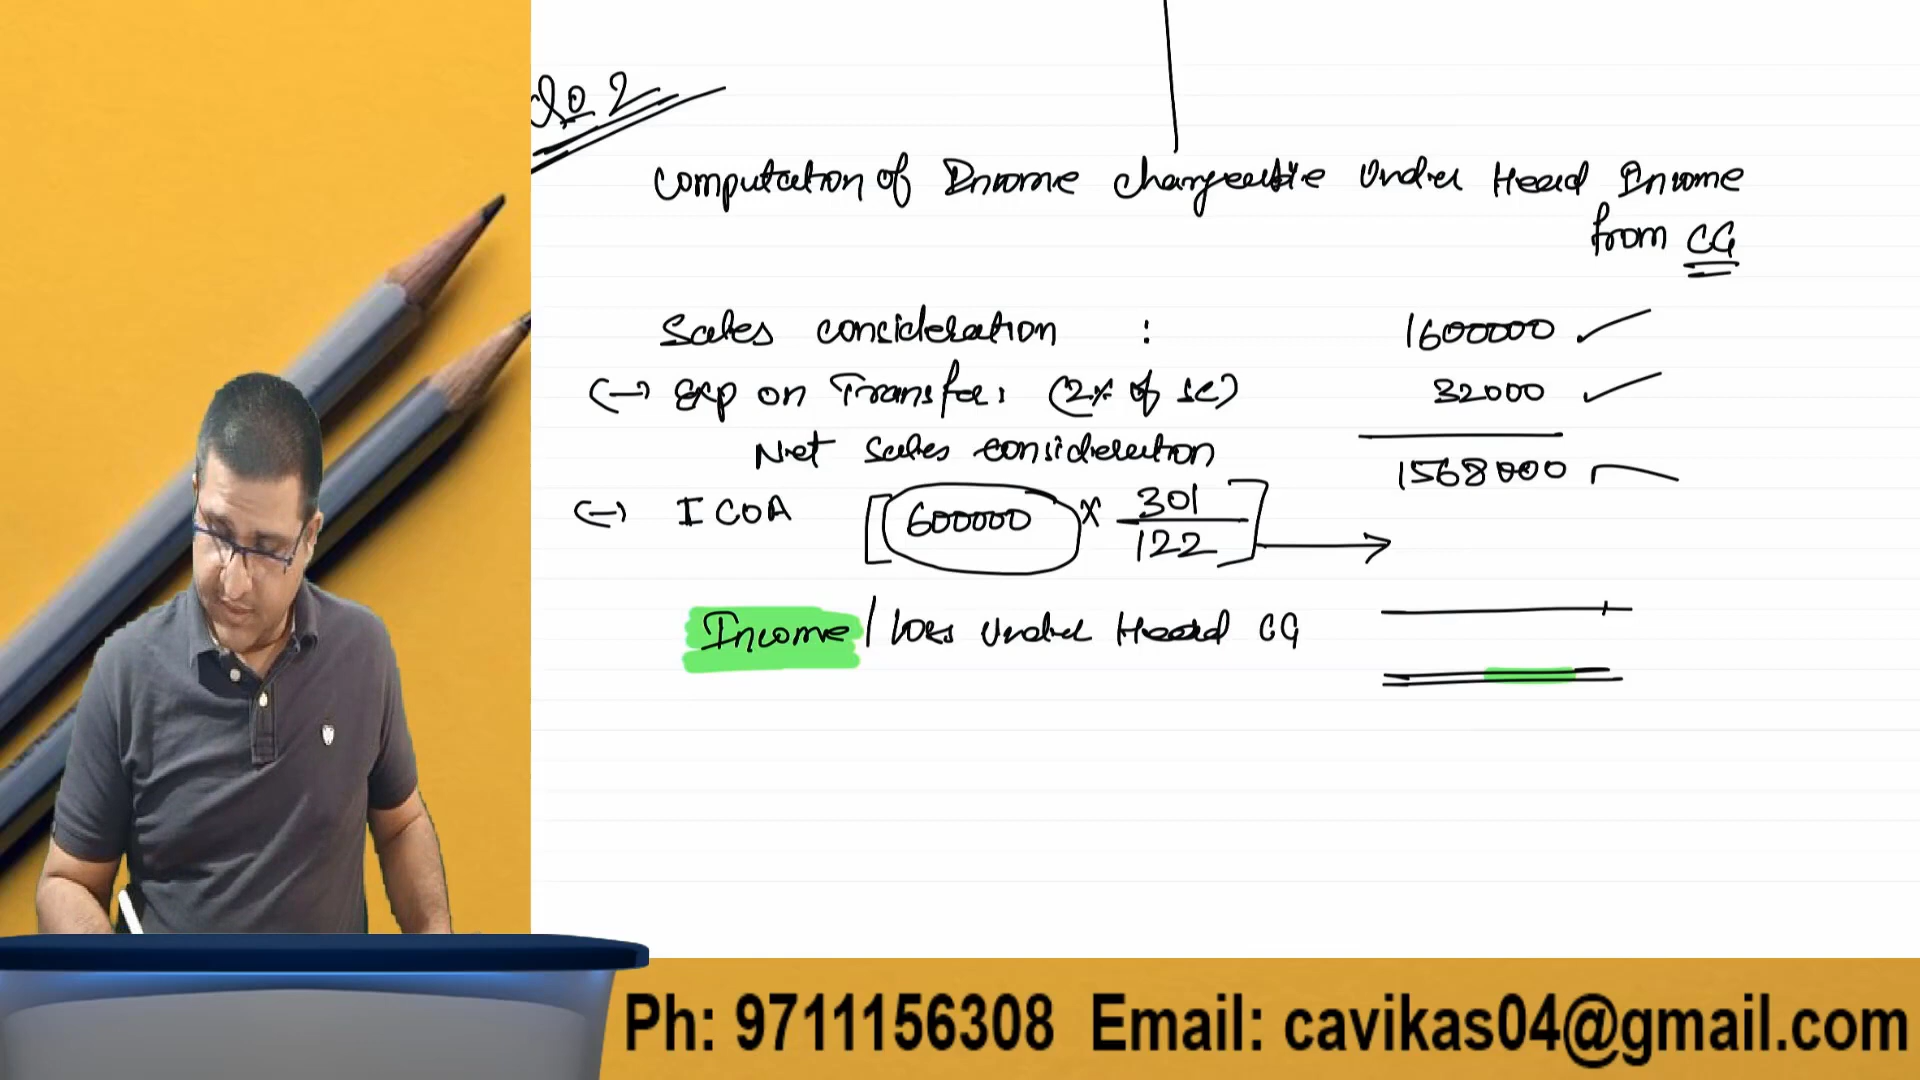 No 2
Computation of Income chargeable Under Head Income
from CG
Sales consideration : 1600000
(-) Exp on Transfer (2% of SC) 32000
Net Sales consideration 1568000
(-) ICOA [600000 x 301/122]
Income / loss Under Head CG
Ph: 9711156308 Email: cavikas04@gmail.com